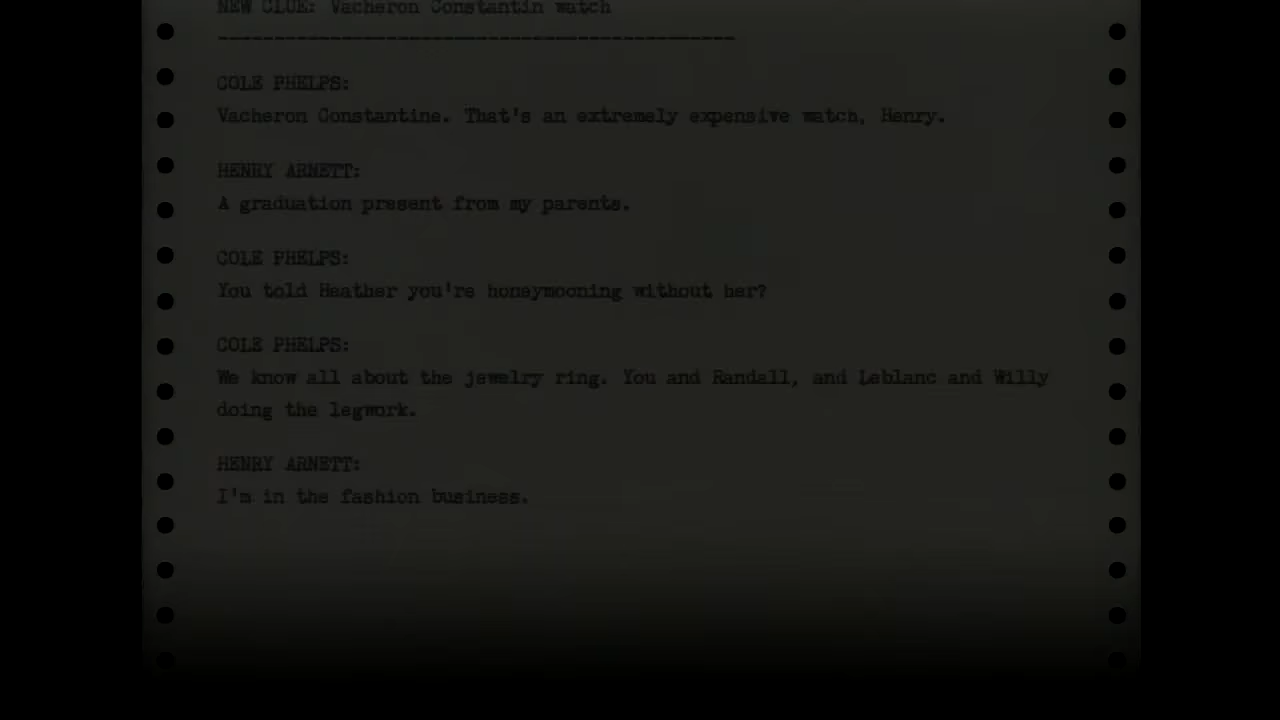 NEW CLUE: Vacheron Constantin watch
----------------------------------------------
COLE PHELPS:
Vacheron Constantine. That's an extremely expensive watch, Henry.
HENRY ARNETT:
A graduation present from my parents.
COLE PHELPS:
You told Heather you're honeymooning without her?
COLE PHELPS:
We know all about the jewelry ring. You and Randall, and Leblanc and Willy
doing the legwork.
HENRY ARNETT:
I'm in the fashion business.